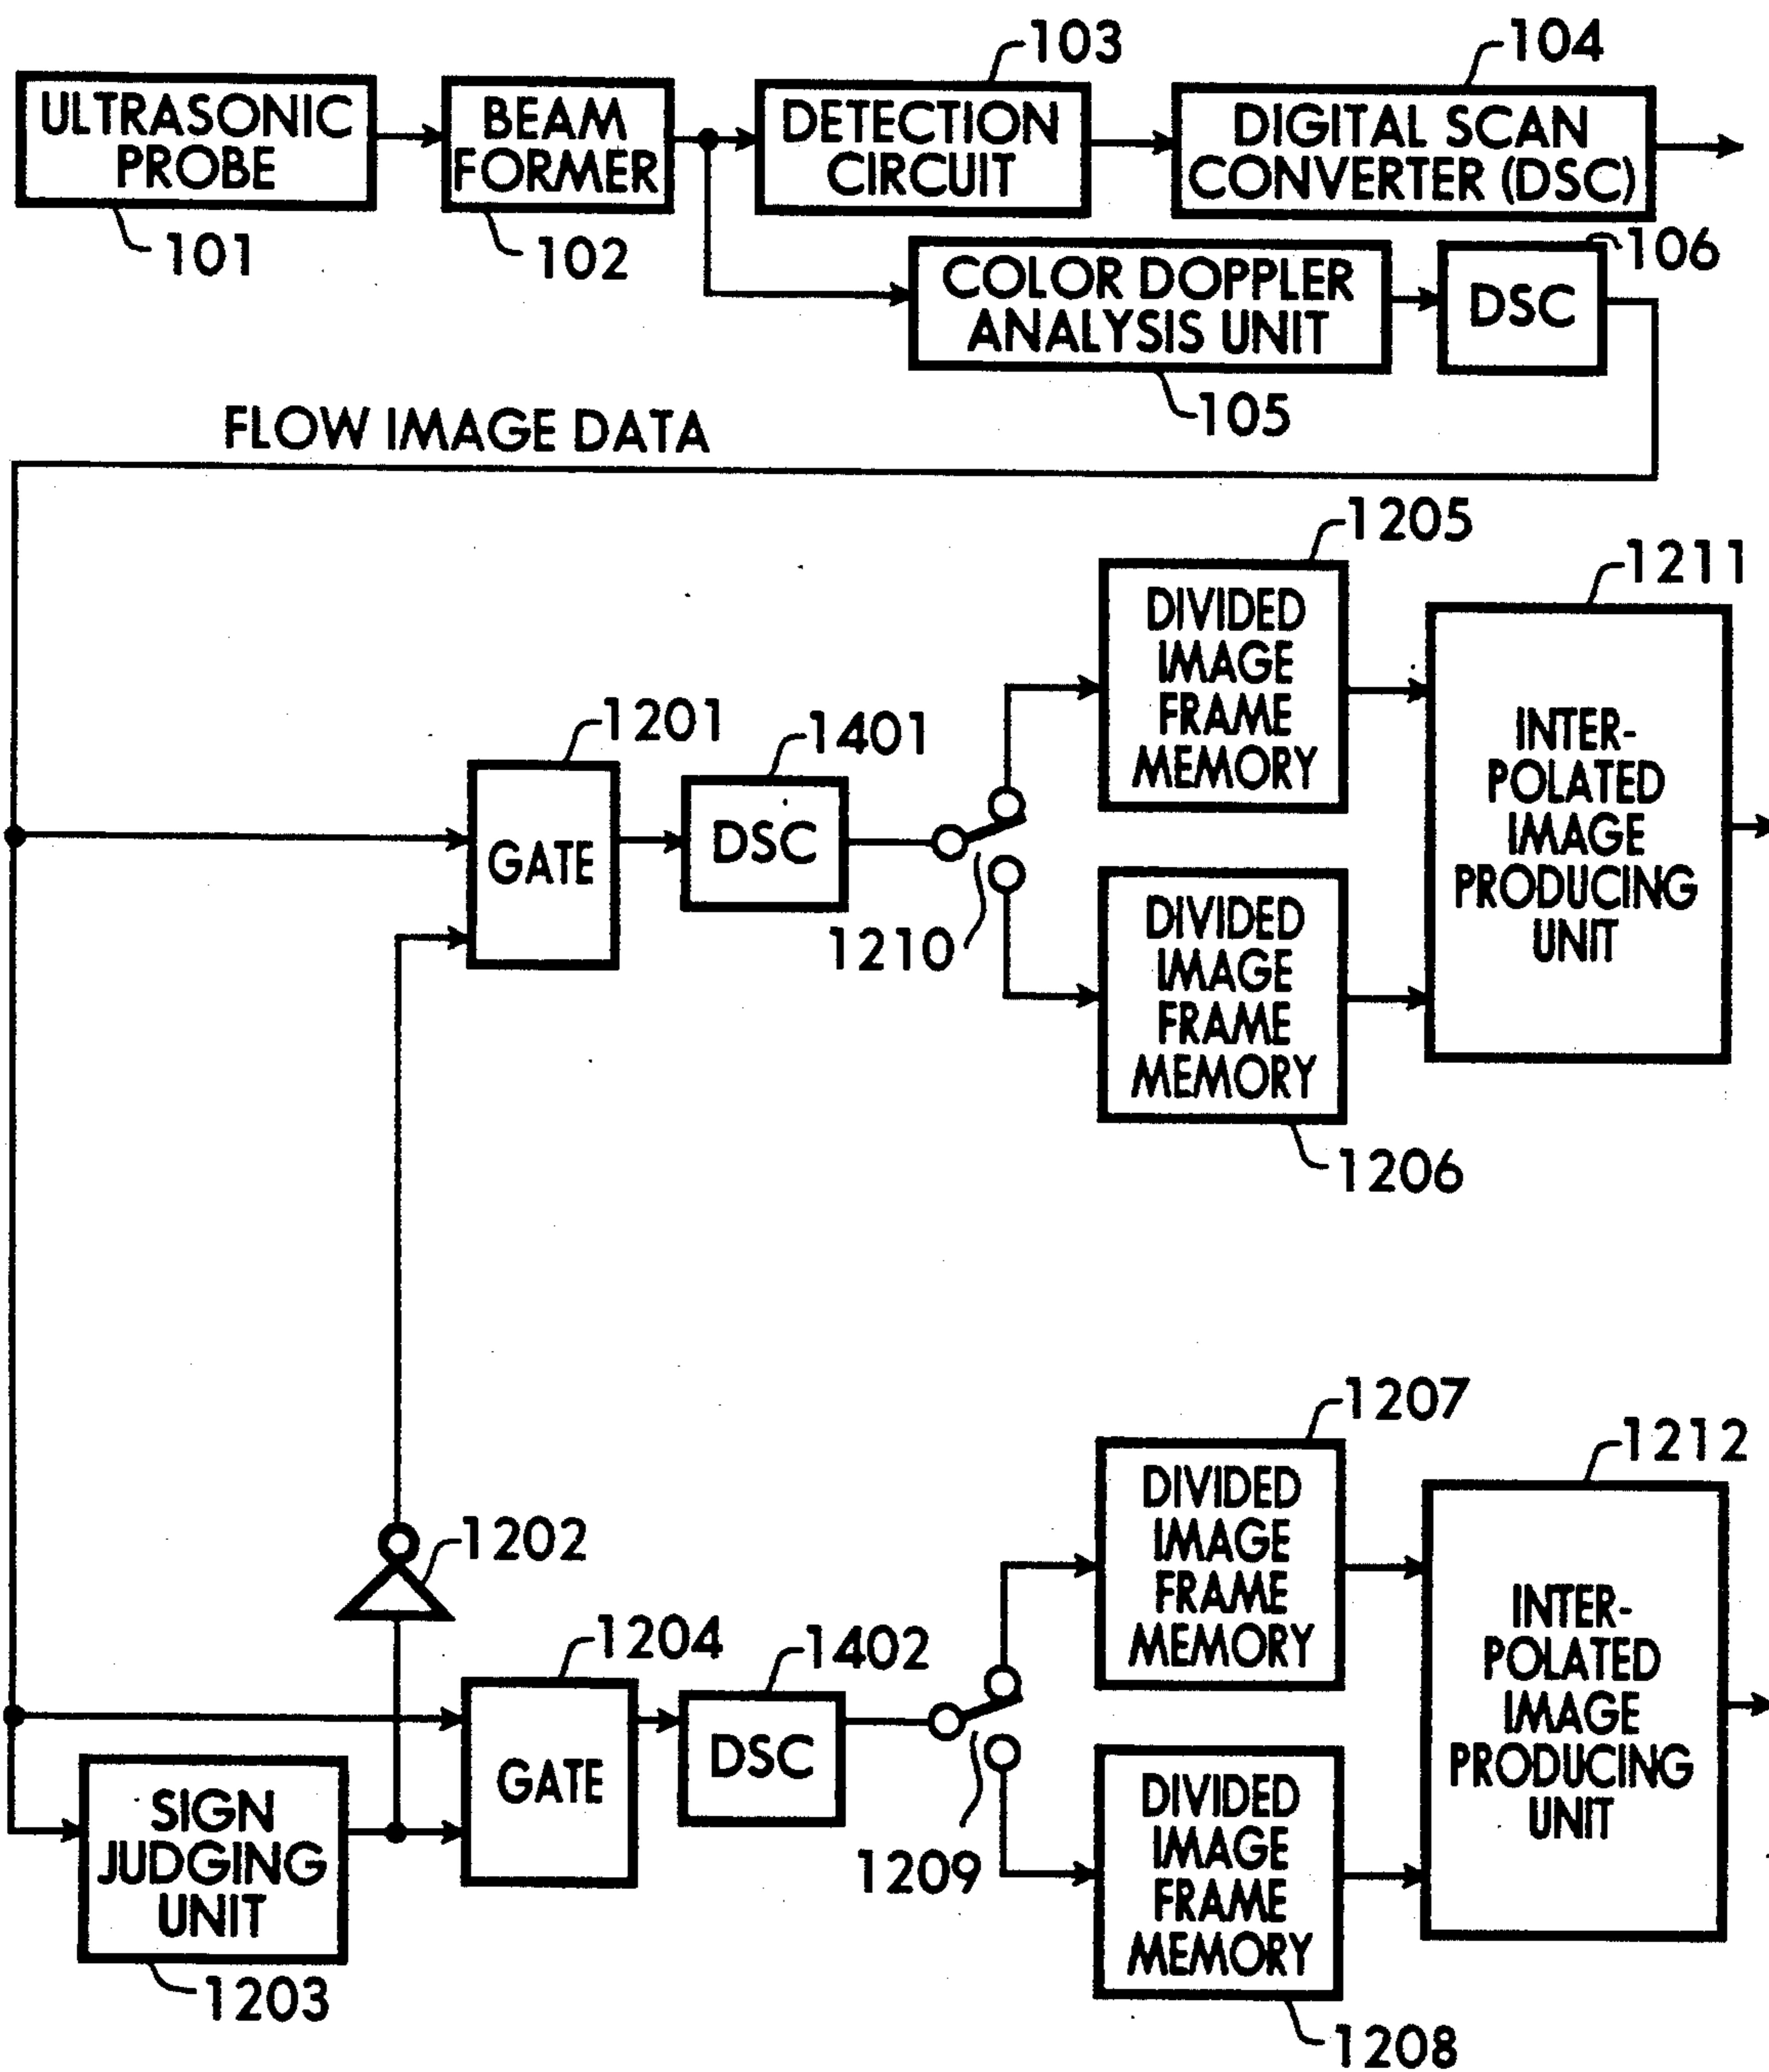 103
104
ULTRASONIC
PROBE
BEAM
FORMER
DETECTION
CIRCUIT
DIGITAL SCAN
CONVERTER (DSC)
101
102
106
COLOR DOPPLER
ANALYSIS UNIT
DSC
105
FLOW IMAGE DATA
1205
1211
DIVIDED
IMAGE
FRAME
MEMORY
1201
1401
GATE
DSC
INTER-
POLATED
IMAGE
PRODUCING
UNIT
1210
DIVIDED
IMAGE
FRAME
MEMORY
1206
1207
1212
DIVIDED
IMAGE
FRAME
MEMORY
1202
1204
1402
GATE
DSC
INTER-
POLATED
IMAGE
PRODUCING
UNIT
SIGN
JUDGING
UNIT
1209
DIVIDED
IMAGE
FRAME
MEMORY
1203
1208